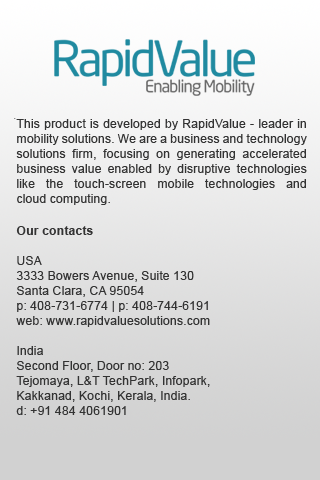 RapidValue
Enabling Mobility
This product is developed by RapidValue - leader in
mobility solutions. We are a business and technology
solutions firm, focusing on generating accelerated
business value enabled by disruptive technologies
like the touch-screen mobile technologies and
cloud computing.
Our contacts
USA
3333 Bowers Avenue, Suite 130
Santa Clara, CA 95054
p: 408-731-6774 | p: 408-744-6191
web: www.rapidvaluesolutions.com
India
Second Floor, Door no: 203
Tejomaya, L&T TechPark, Infopark,
Kakkanad, Kochi, Kerala, India.
d: +91 484 4061901